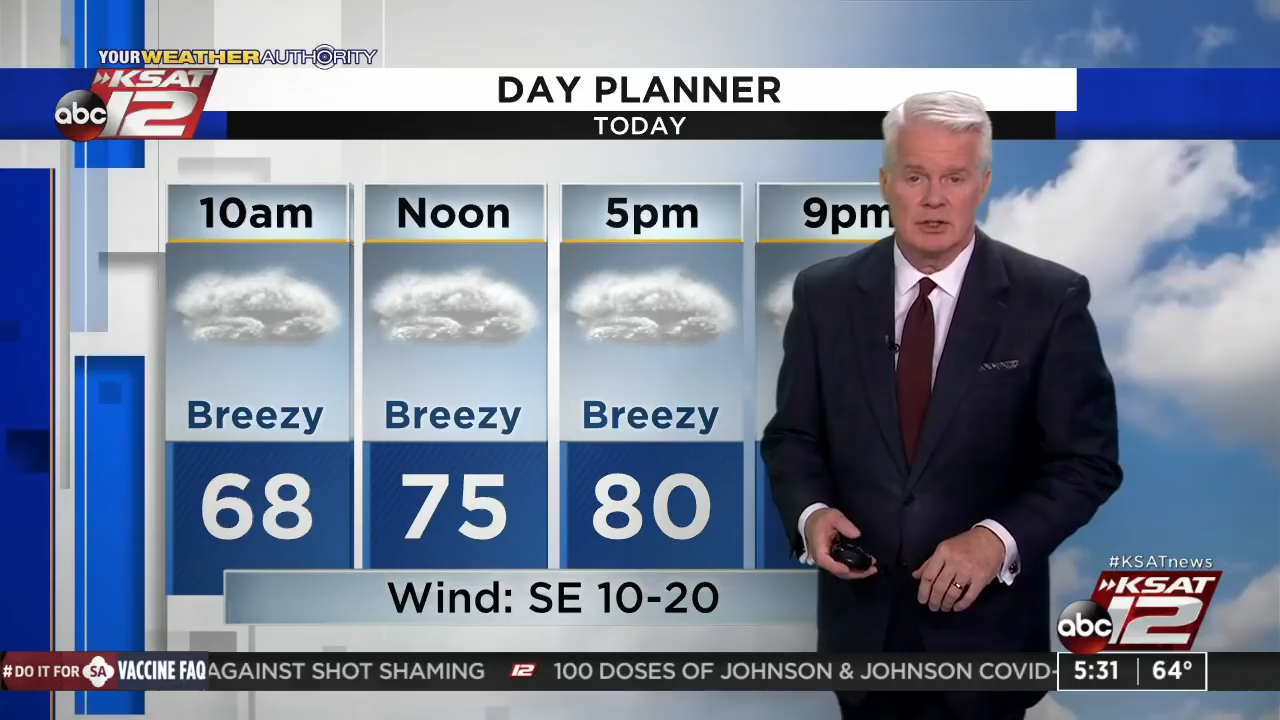 YOUR WEATHER AUTHORITY
KSAT
abc 12
DAY PLANNER
TODAY
10am
Noon
5pm
9pm
Breezy
Breezy
Breezy
68
75
80
Wind: SE 10-20
#KSATnews
KSAT
abc 12
#DO IT FOR SA VACCINE FAQ
AGAINST SHOT SHAMING 12 100 DOSES OF JOHNSON & JOHNSON COVID-
5:31 64°